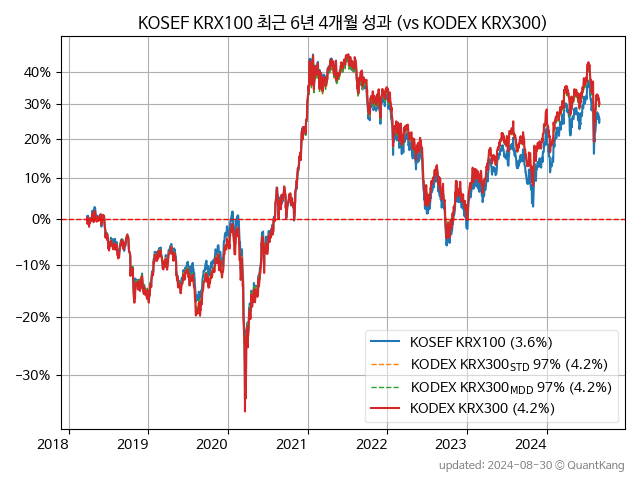 KOSEF KRX100 최근 6년 4개월 성과 (vs KODEX KRX300)
40%
30%
20%
10%
0%
−10%
−20%
−30%
KOSEF KRX100 (3.6%)
KODEX KRX300STD 97% (4.2%)
KODEX KRX300MDD 97% (4.2%)
KODEX KRX300 (4.2%)
2018 2019 2020 2021 2022 2023 2024
updated: 2024-08-30 © QuantKang